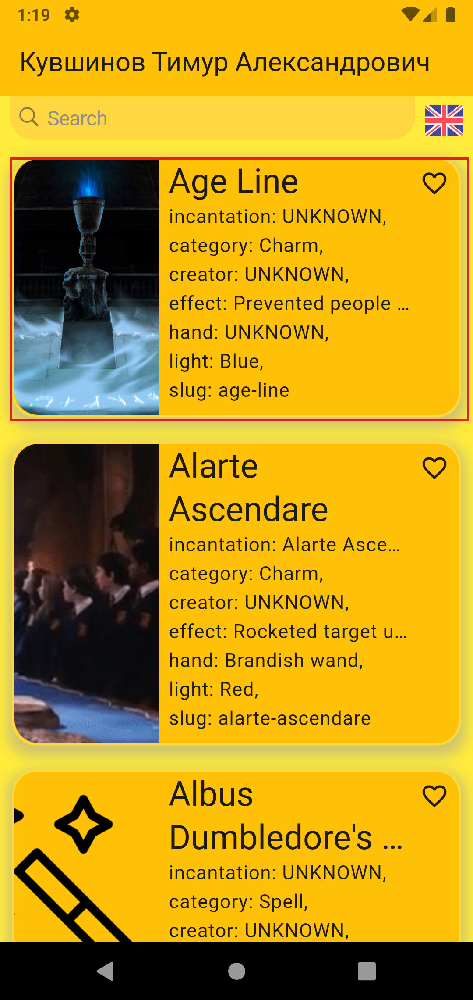 1:19
Кувшинов Тимур Александрович
Search
Age Line
incantation: UNKNOWN,
category: Charm,
creator: UNKNOWN,
effect: Prevented people …
hand: UNKNOWN,
light: Blue,
slug: age-line
Alarte
Ascendare
incantation: Alarte Asce…
category: Charm,
creator: UNKNOWN,
effect: Rocketed target u…
hand: Brandish wand,
light: Red,
slug: alarte-ascendare
Albus
Dumbledore's …
incantation: UNKNOWN,
category: Spell,
creator: UNKNOWN,